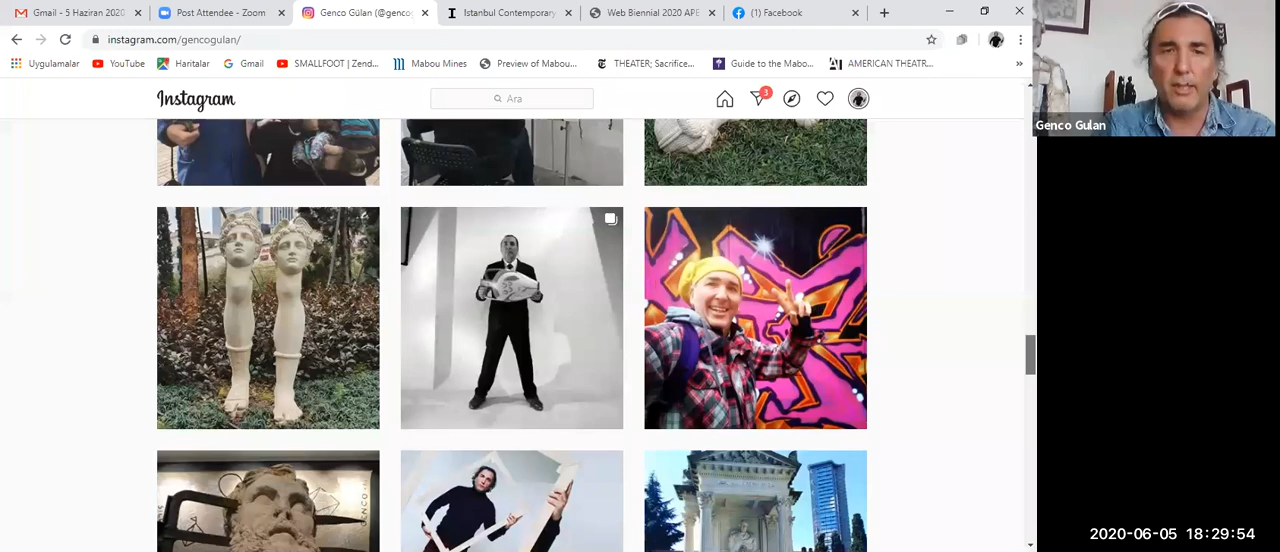 Gmail - 5 Haziran 2020
Post Attendee - Zoom
Genco Gülan (@genco
Istanbul Contemporary
Web Biennial 2020 APE
(1) Facebook
instagram.com/gencogulan/
Uygulamalar
YouTube
Haritalar
Gmail
SMALLFOOT | Zend...
Mabou Mines
Preview of Mabou...
THEATER; Sacrifice...
Guide to the Mabo...
AMERICAN THEATR...
Instagram
Ara
3
Genco Gulan
GENCO
2020-06-05 18:29:54